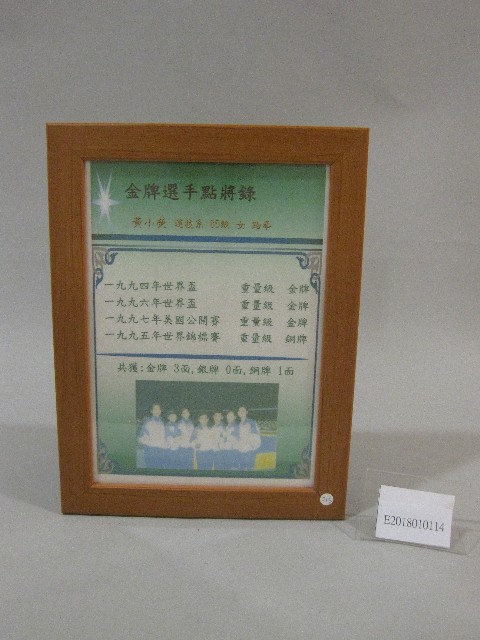 金牌選手點將錄
黃小 85級 女 跆拳
一九九四年世界盃 重量級 金牌
一九九六年世界盃 重量級 金牌
一九九七年美國公開賽 重量級 金牌
一九九五年世界錦標賽 重量級 銅牌
共獲:金牌 3面,銀牌 0面,銅牌 1面
E2018010114